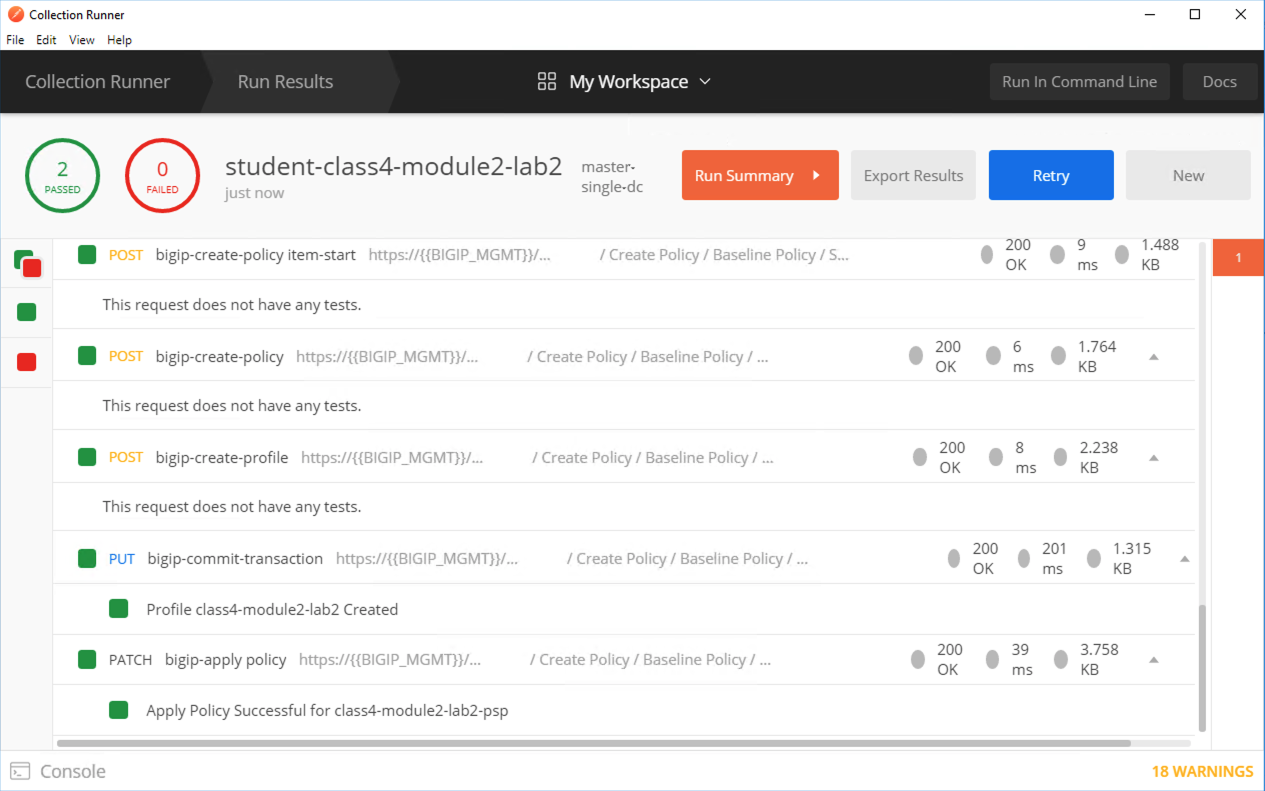 Collection Runner
File Edit View Help
Collection Runner Run Results My Workspace Run In Command Line Docs
2 PASSED
0 FAILED
student-class4-module2-lab2
just now
master-
single-dc
Run Summary Export Results Retry New
1
POST bigip-create-policy item-start https://{{BIGIP_MGMT}}/... / Create Policy / Baseline Policy / S... 200 OK 9 ms 1.488 KB
This request does not have any tests.
POST bigip-create-policy https://{{BIGIP_MGMT}}/... / Create Policy / Baseline Policy / ... 200 OK 6 ms 1.764 KB
This request does not have any tests.
POST bigip-create-profile https://{{BIGIP_MGMT}}/... / Create Policy / Baseline Policy / ... 200 OK 8 ms 2.238 KB
This request does not have any tests.
PUT bigip-commit-transaction https://{{BIGIP_MGMT}}/... / Create Policy / Baseline Policy / ... 200 OK 201 ms 1.315 KB
Profile class4-module2-lab2 Created
PATCH bigip-apply policy https://{{BIGIP_MGMT}}/... / Create Policy / Baseline Policy / ... 200 OK 39 ms 3.758 KB
Apply Policy Successful for class4-module2-lab2-psp
Console 18 WARNINGS